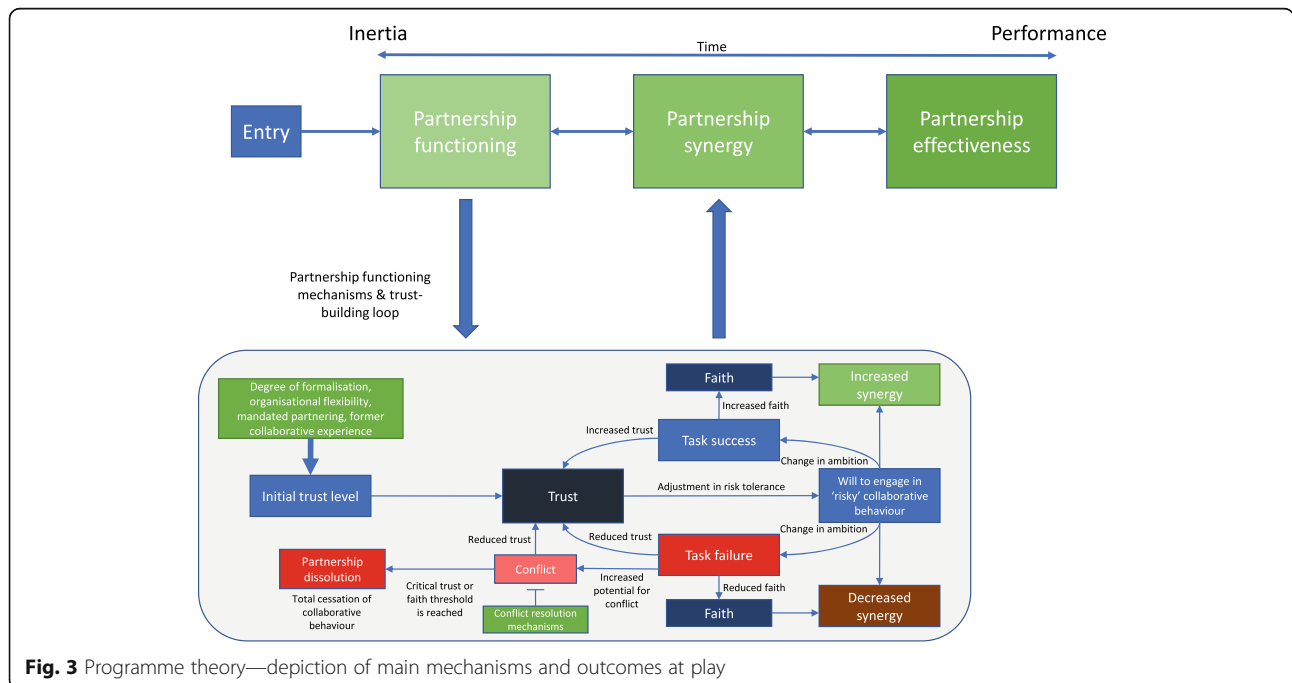 Inertia
Time
Performance
Entry
Partnership
functioning
Partnership
synergy
Partnership
effectiveness
Partnership functioning
mechanisms & trust-
building loop
Degree of formalisation,
organisational flexibility,
mandated partnering, former
collaborative experience
Initial trust level
Faith
Increased
synergy
Increased faith
Increased trust
Task success
Change in ambition
Trust
Adjustment in risk tolerance
Will to engage in
‘risky’ collaborative
behaviour
Change in ambition
Reduced trust
Reduced trust
Task failure
Partnership
dissolution
Conflict
Total cessation of
collaborative
behaviour
Critical trust or
faith threshold
is reached
Increased
potential for
conflict
Reduced faith
Conflict resolution
mechanisms
Faith
Decreased
synergy
Fig. 3 Programme theory—depiction of main mechanisms and outcomes at play